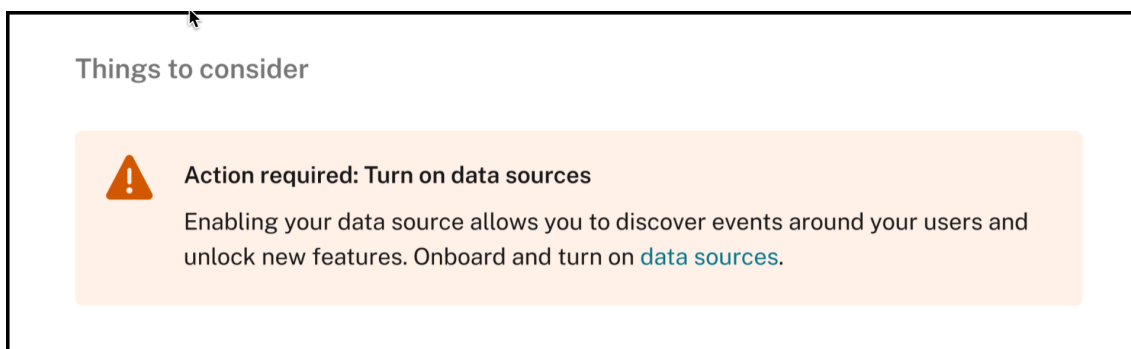 Things to consider
Action required: Turn on data sources
Enabling your data source allows you to discover events around your users and
unlock new features. Onboard and turn on data sources.